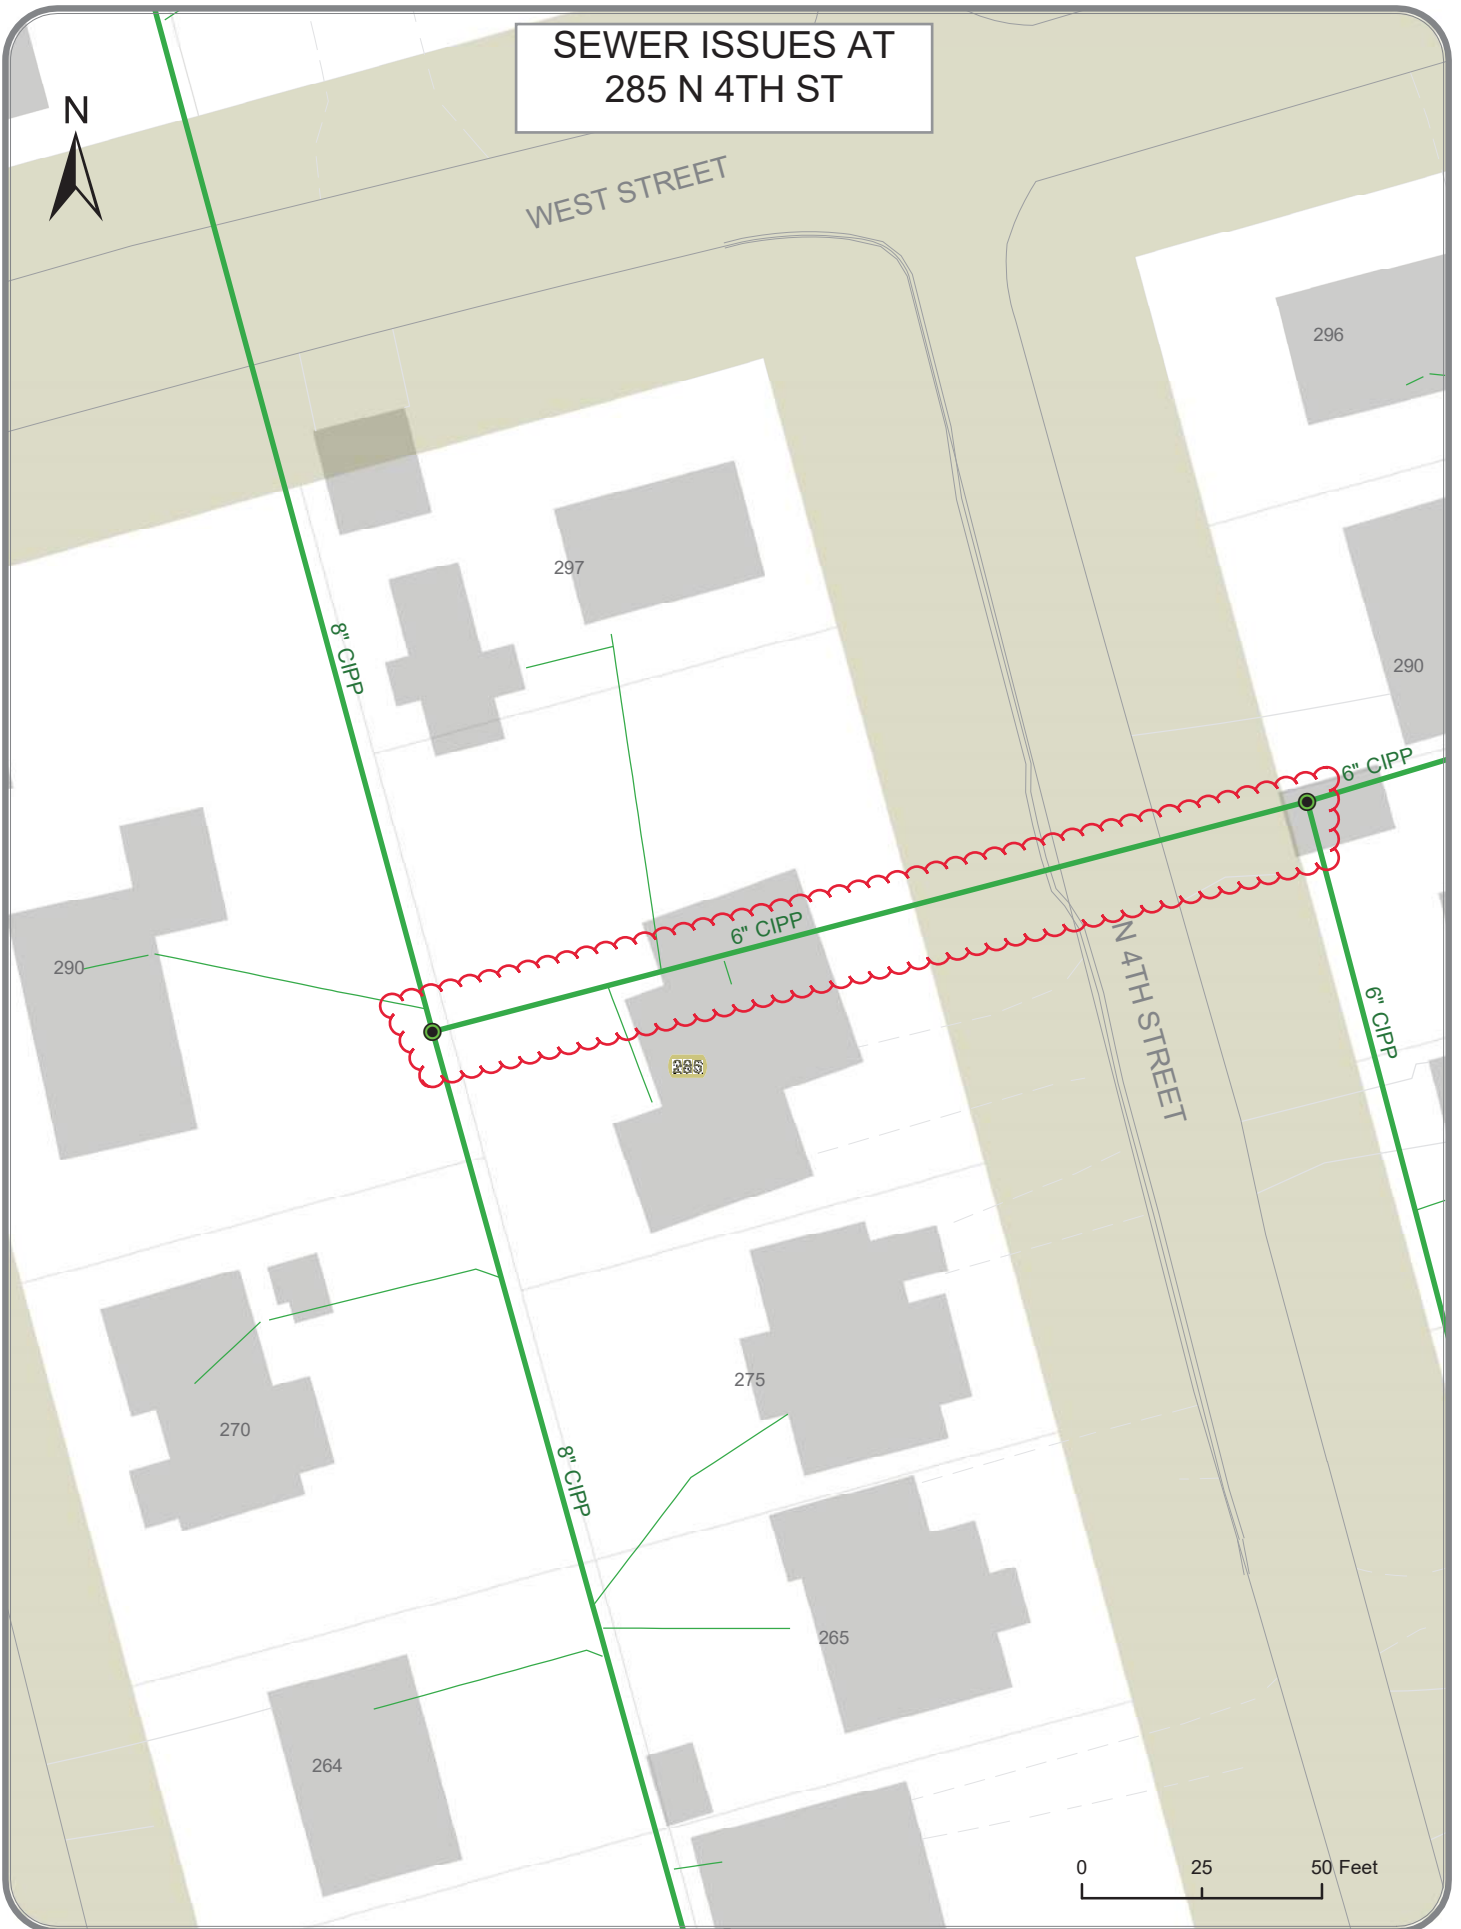 SEWER ISSUES AT
285 N 4TH ST
N
WEST STREET
296
297
8" CIPP
290
6" CIPP
6" CIPP
290
N 4TH STREET
6" CIPP
275
270
8" CIPP
265
264
0 25 50 Feet